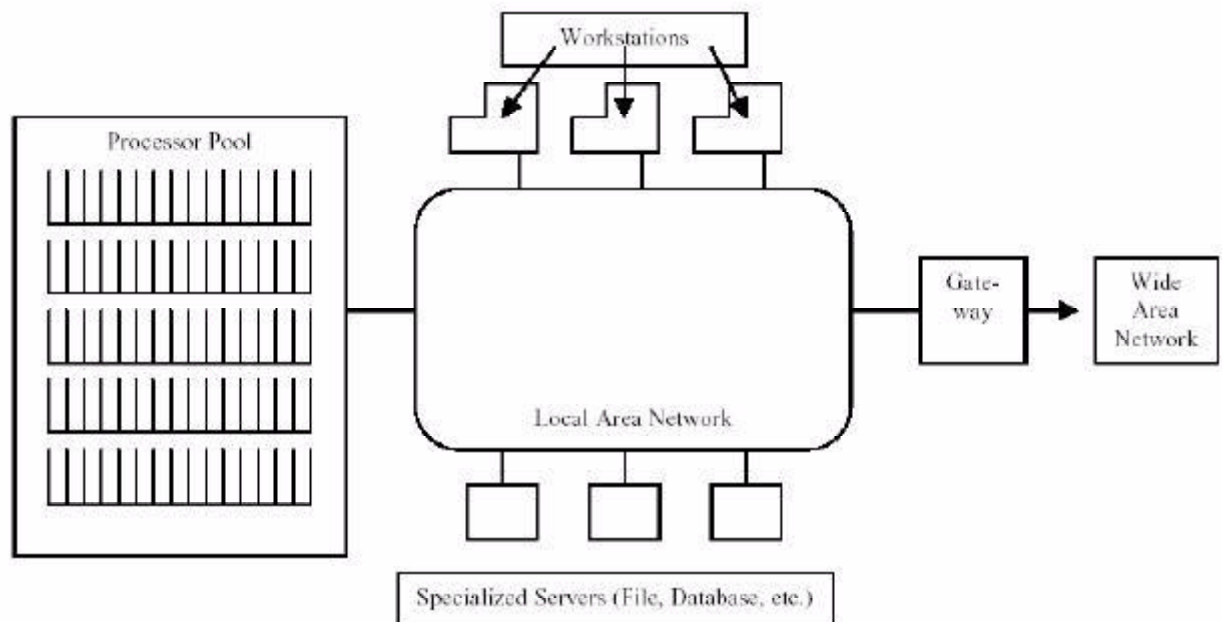 Workstations
Processor Pool
Gate-
way
Wide
Area
Network
Local Area Network
Specialized Servers (File, Database, etc.)